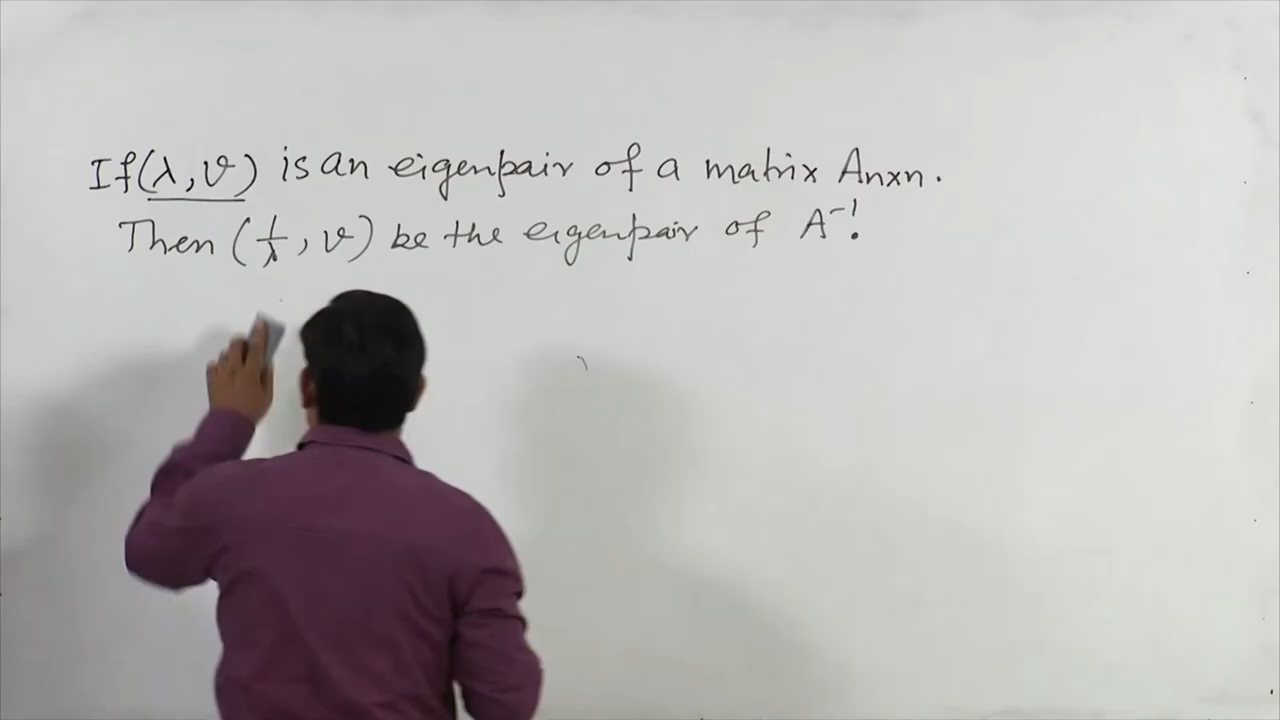 If (λ, v) is an eigenpair of a matrix Anxn.
Then (1/λ, v) be the eigenpair of A⁻¹.